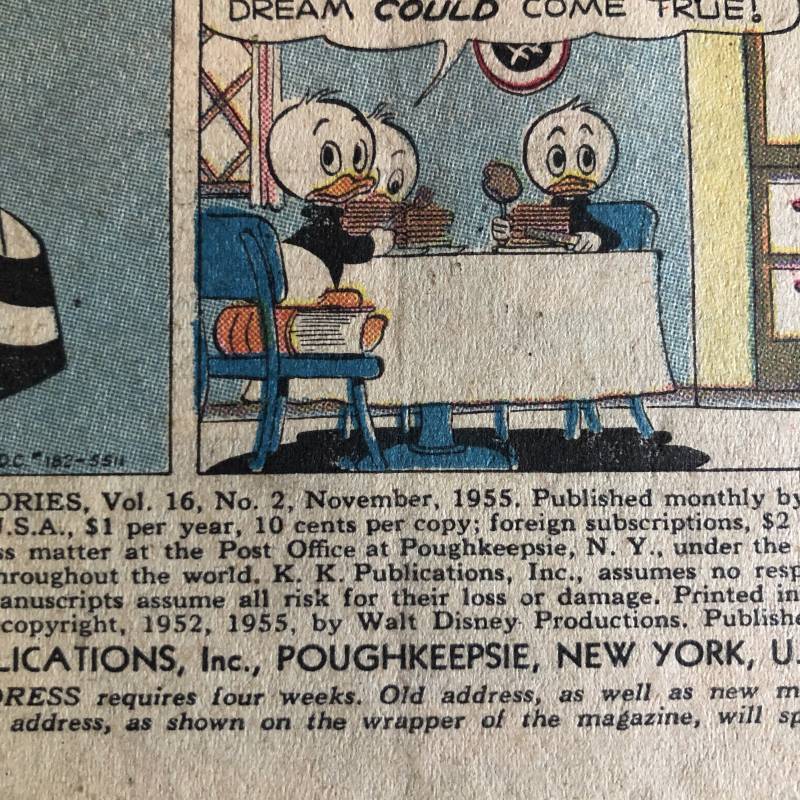 DREAM COULD COME TRUE!
D.C. # 182-5511
ORIES, Vol. 16, No. 2, November, 1955. Published monthly by
U.S.A., $1 per year, 10 cents per copy; foreign subscriptions, $2
ss matter at the Post Office at Poughkeepsie, N. Y., under the
hroughout the world. K. K. Publications, Inc., assumes no resp
anuscripts assume all risk for their loss or damage. Printed in
copyright, 1952, 1955, by Walt Disney Productions. Publishe
LICATIONS, Inc., POUGHKEEPSIE, NEW YORK, U.
DRESS requires four weeks. Old address, as well as new m
address, as shown on the wrapper of the magazine, will sp